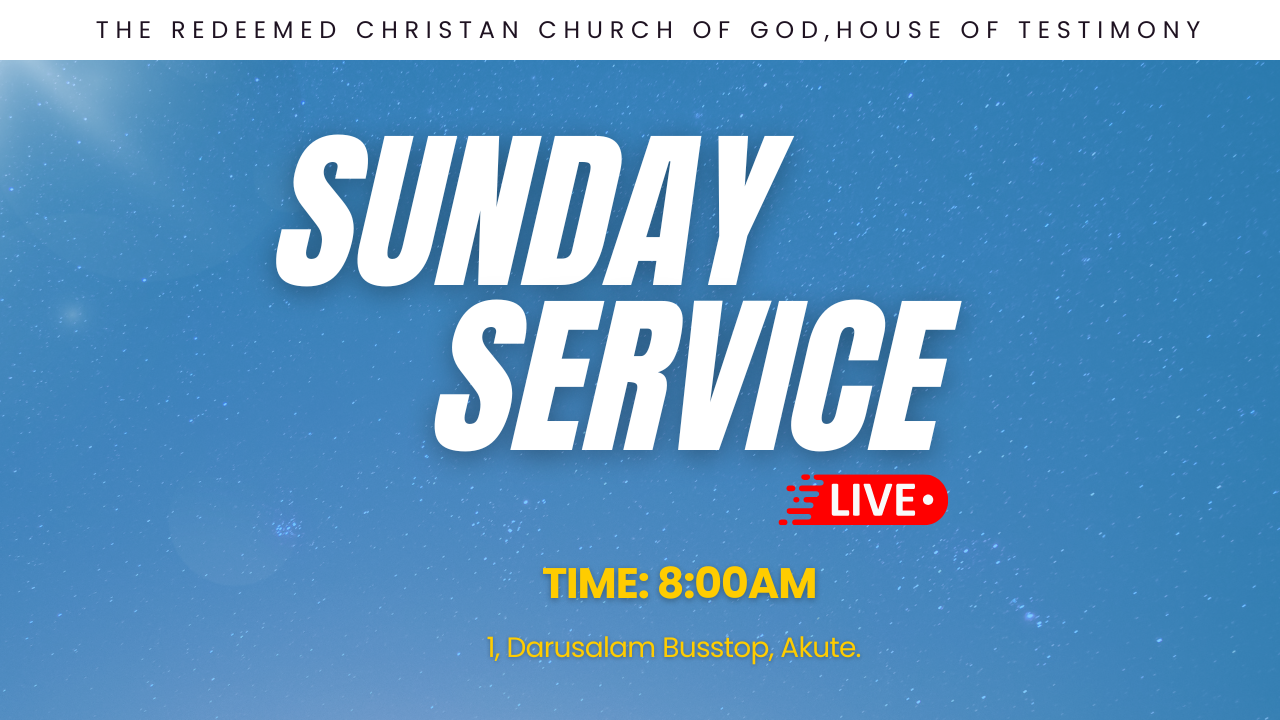 THE REDEEMED CHRISTAN CHURCH OF GOD,HOUSE OF TESTIMONY
SUNDAY
SERVICE
LIVE
TIME: 8:00AM
1, Darusalam Busstop, Akute.